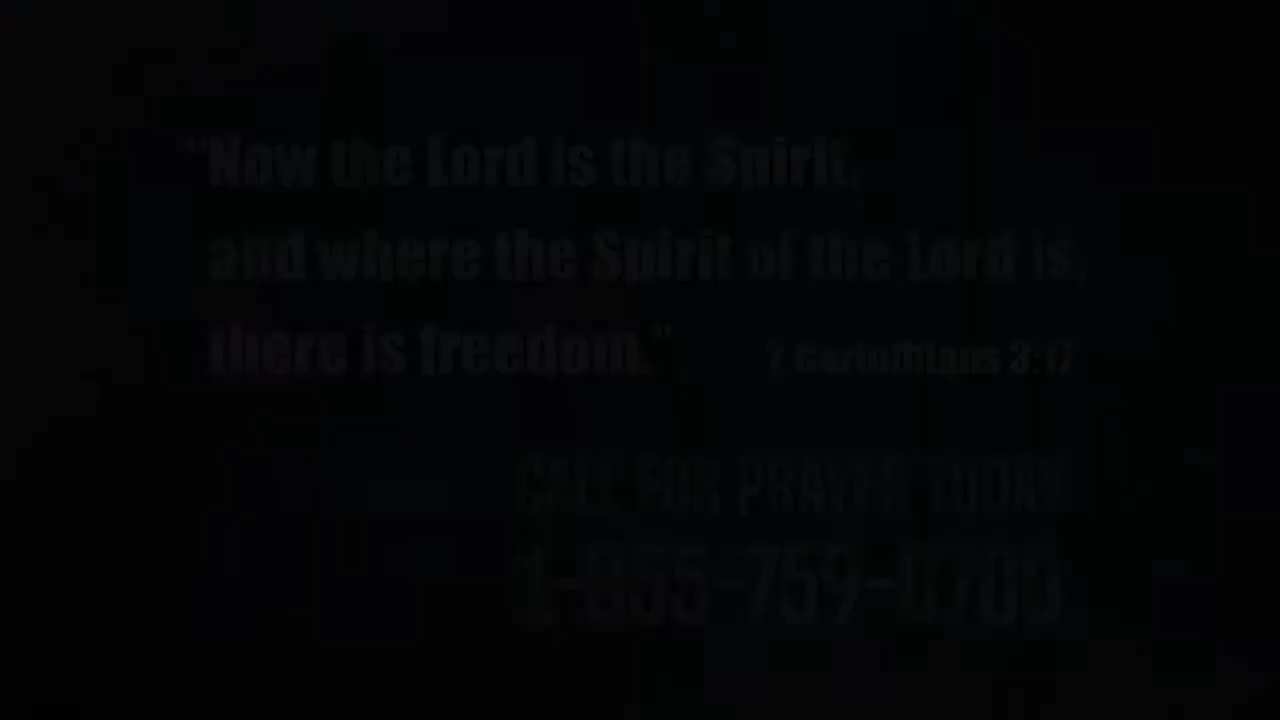 "Now the Lord is the Spirit,
and where the Spirit of the Lord is,
there is freedom."
2 Corinthians 3:17
CALL FOR PRAYER TODAY
1-855-759-0700